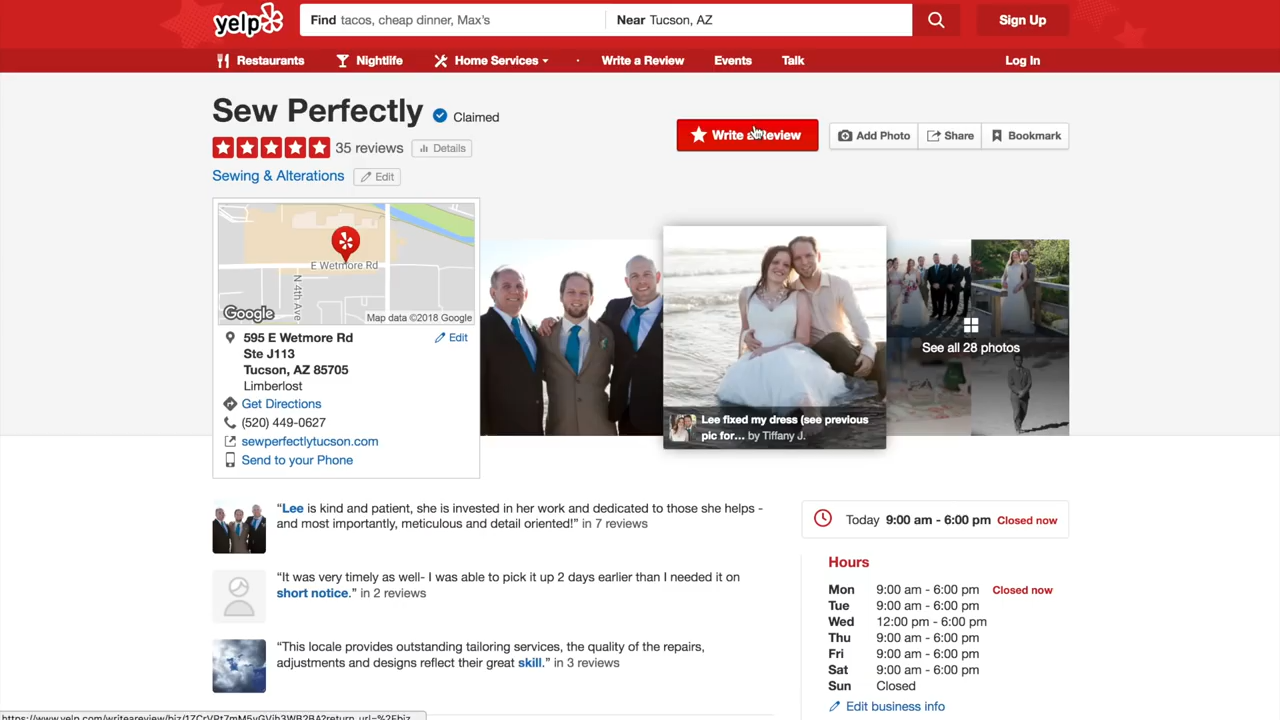 yelp
Find tacos, cheap dinner, Max's
Near Tucson, AZ
Sign Up
Restaurants
Nightlife
Home Services
Write a Review
Events
Talk
Log In
Sew Perfectly
Claimed
35 reviews
Details
Sewing & Alterations
Edit
Write a Review
Add Photo
Share
Bookmark
E Wetmore Rd
N 4th Ave
Google
Map data ©2018 Google
595 E Wetmore Rd
Edit
Ste J113
Tucson, AZ 85705
Limberlost
Get Directions
(520) 449-0627
sewperfectlytucson.com
Send to your Phone
Lee fixed my dress (see previous
pic for... by Tiffany J.
See all 28 photos
“Lee is kind and patient, she is invested in her work and dedicated to those she helps -
and most importantly, meticulous and detail oriented!” in 7 reviews
“It was very timely as well- I was able to pick it up 2 days earlier than I needed it on
short notice.” in 2 reviews
“This locale provides outstanding tailoring services, the quality of the repairs,
adjustments and designs reflect their great skill.” in 3 reviews
Today 9:00 am - 6:00 pm Closed now
Hours
Mon 9:00 am - 6:00 pm Closed now
Tue 9:00 am - 6:00 pm
Wed 12:00 pm - 6:00 pm
Thu 9:00 am - 6:00 pm
Fri 9:00 am - 6:00 pm
Sat 9:00 am - 6:00 pm
Sun Closed
Edit business info